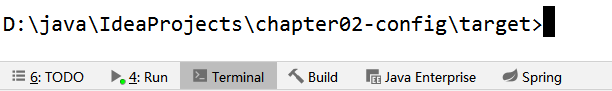 D:\java\IdeaProjects\chapter02-config\target>
6: TODO 4: Run Terminal Build Java Enterprise Spring